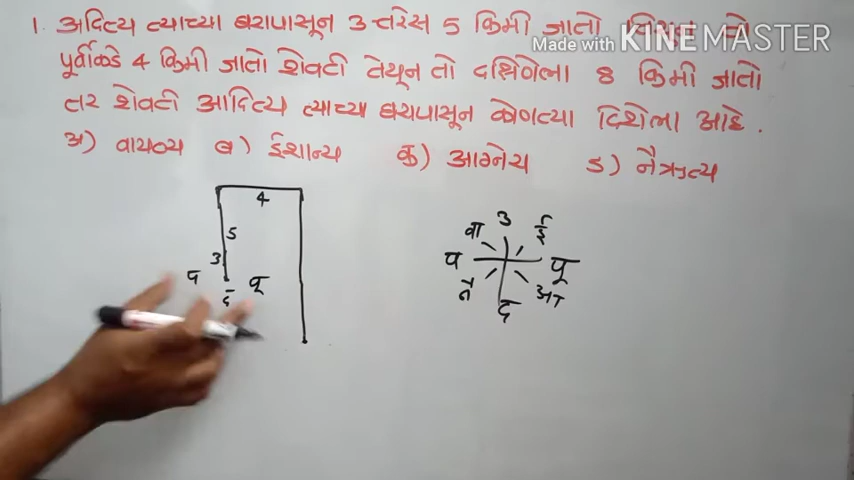 1. आदित्य त्याच्या घरापासून उत्तरेस 5 किमी जातो तिथून तो
Made with KINEMASTER
पूर्वीकडे 4 किमी जातो शेवटी तेथून तो दक्षिणेला 8 किमी जातो
तर शेवटी आदित्य त्याच्या घरापासून कोणत्या दिशेला आहे.
अ) वायव्य ब) ईशान्य क) आग्नेय ड) नैऋत्य
4
5
उ
प पू
द
वा उ ई
प पू
नै द आ